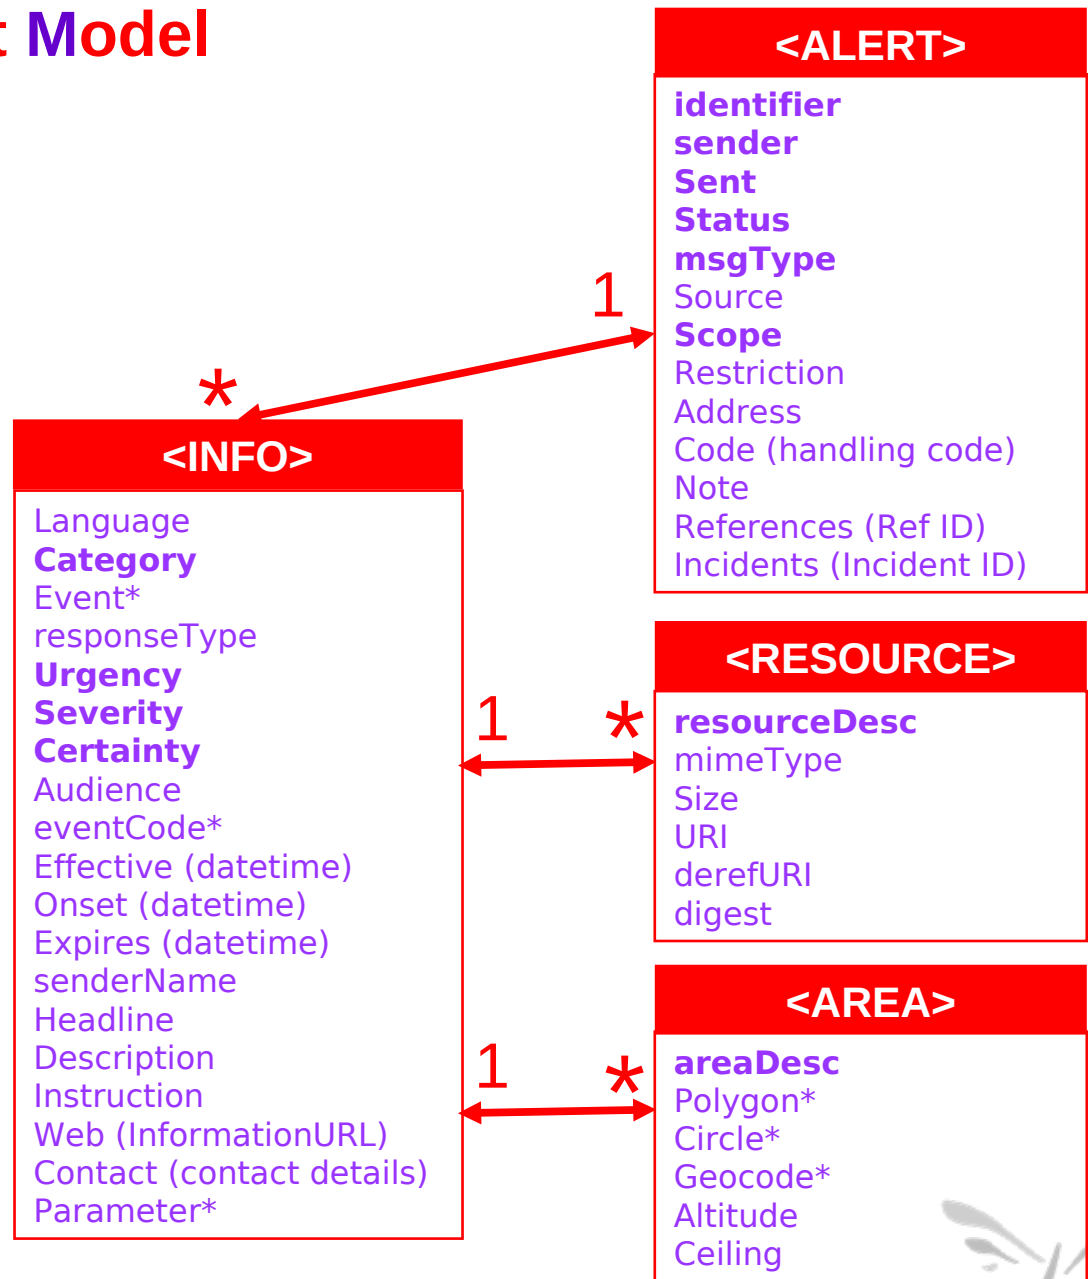 t Model
<ALERT>
identifier
sender
Sent
Status
msgType
Source
Scope
Restriction
Address
Code (handling code)
Note
References (Ref ID)
Incidents (Incident ID)
1
*
<INFO>
Language
Category
Event*
responseType
Urgency
Severity
Certainty
Audience
eventCode*
Effective (datetime)
Onset (datetime)
Expires (datetime)
senderName
Headline
Description
Instruction
Web (InformationURL)
Contact (contact details)
Parameter*
1 *
<RESOURCE>
resourceDesc
mimeType
Size
URI
derefURI
digest
1 *
<AREA>
areaDesc
Polygon*
Circle*
Geocode*
Altitude
Ceiling